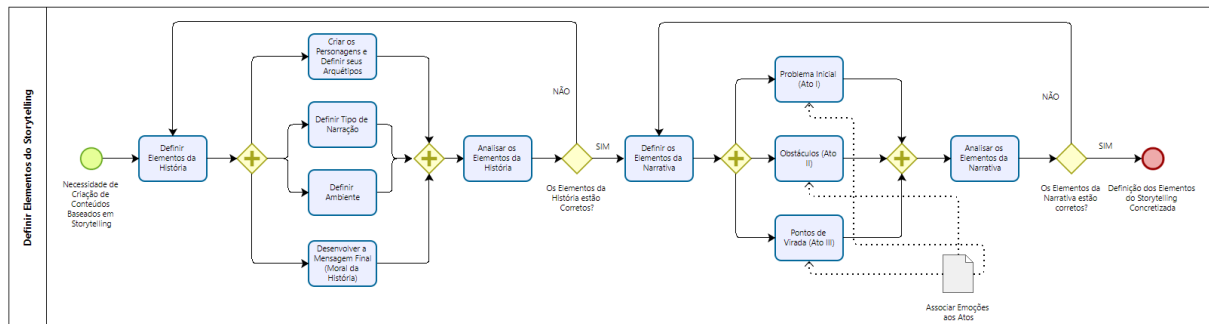 Definir Elementos do Storytelling
Necessidade de
Criação de
Conteúdos
Baseados em
Storytelling
Definir
Elementos da
História
Criar os
Personagens e
Definir seus
Arquétipos
Definir Tipo de
Narração
Definir
Ambiente
Desenvolver a
Mensagem Final
(Moral da
História)
Analisar os
Elementos da
História
NÃO
SIM
Os Elementos da
História estão
Corretos?
Definir os
Elementos da
Narrativa
Problema Inicial
(Ato I)
Obstáculos (Ato
II)
Pontos de
Virada (Ato III)
Associar Emoções
aos Atos
Analisar os
Elementos da
Narrativa
NÃO
SIM
Os Elementos da
Narrativa estão
corretos?
Definição dos Elementos
do Storytelling
Concretizada